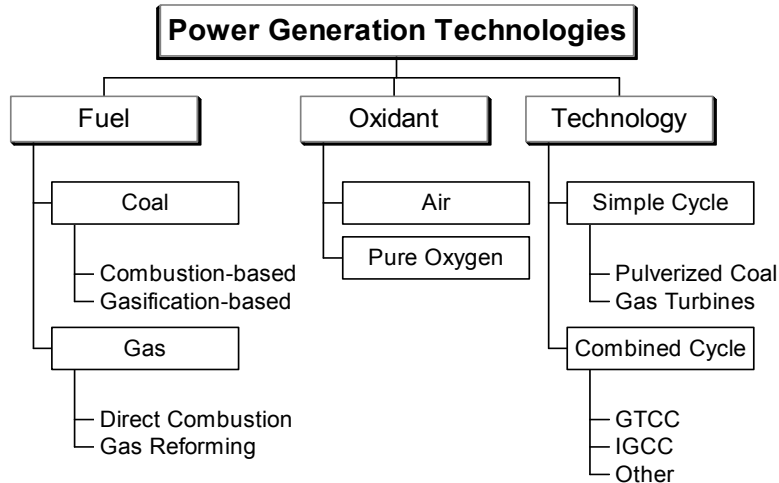 Power Generation Technologies
Fuel
Oxidant
Technology
Coal
Air
Simple Cycle
Pure Oxygen
Combustion-based
Gasification-based
Pulverized Coal
Gas Turbines
Gas
Combined Cycle
Direct Combustion
Gas Reforming
GTCC
IGCC
Other